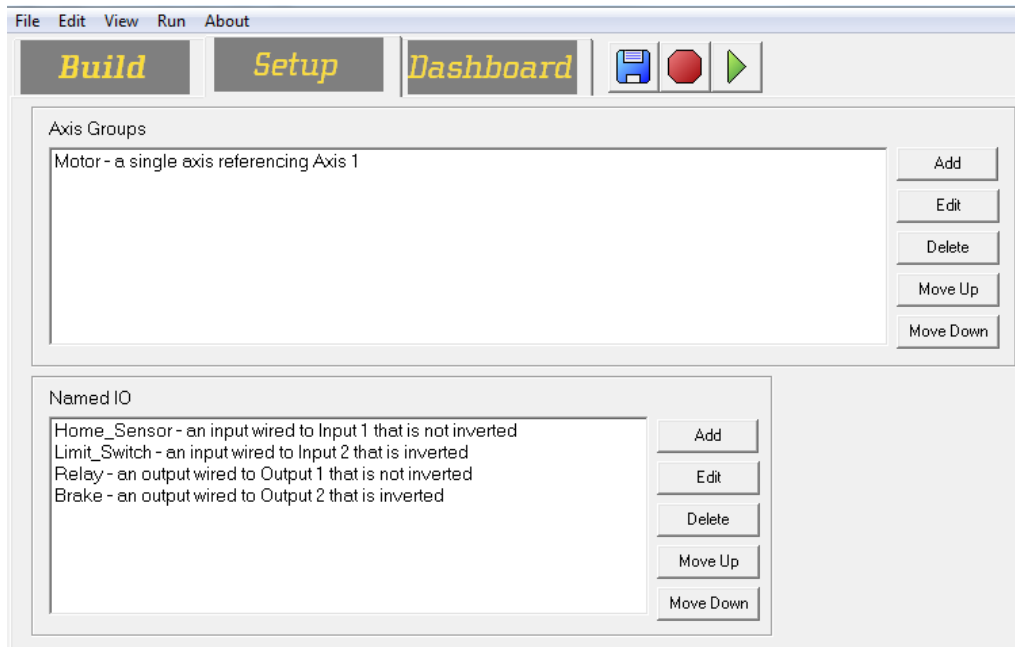 File Edit View Run About
Build Setup Dashboard
Axis Groups
Motor - a single axis referencing Axis 1
Add
Edit
Delete
Move Up
Move Down
Named IO
Home_Sensor - an input wired to Input 1 that is not inverted
Limit_Switch - an input wired to Input 2 that is inverted
Relay - an output wired to Output 1 that is not inverted
Brake - an output wired to Output 2 that is inverted
Add
Edit
Delete
Move Up
Move Down